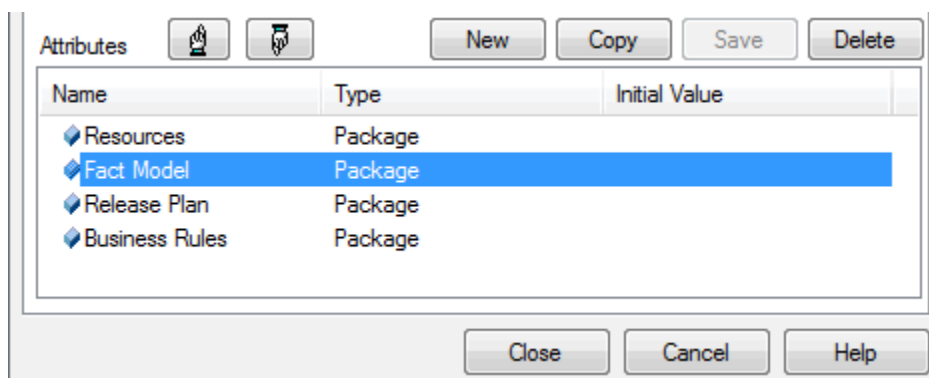 Attributes New Copy Save Delete
Name Type Initial Value
Resources Package
Fact Model Package
Release Plan Package
Business Rules Package
Close Cancel Help